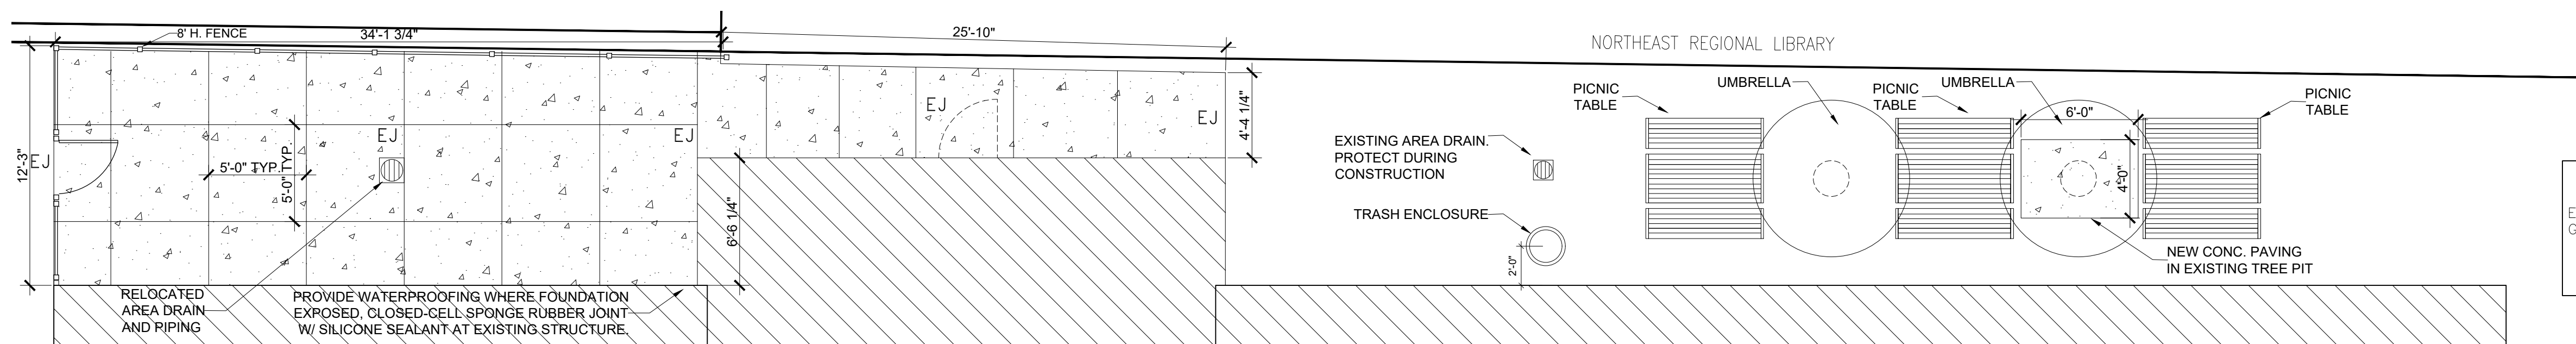 8' H. FENCE
34'-1 3/4"
25'-10"
NORTHEAST REGIONAL LIBRARY
12'-3"
EJ
5'-0" TYP.
5'-0" TYP.
EJ
EJ
EJ
EJ
4'-4 1/4"
6'-6 1/4"
RELOCATED
AREA DRAIN
AND PIPING
PROVIDE WATERPROOFING WHERE FOUNDATION
EXPOSED, CLOSED-CELL SPONGE RUBBER JOINT
W/ SILICONE SEALANT AT EXISTING STRUCTURE.
EXISTING AREA DRAIN.
PROTECT DURING
CONSTRUCTION
TRASH ENCLOSURE
2'-0"
PICNIC
TABLE
UMBRELLA
PICNIC
TABLE
UMBRELLA
6'-0"
4'-0"
PICNIC
TABLE
NEW CONC. PAVING
IN EXISTING TREE PIT